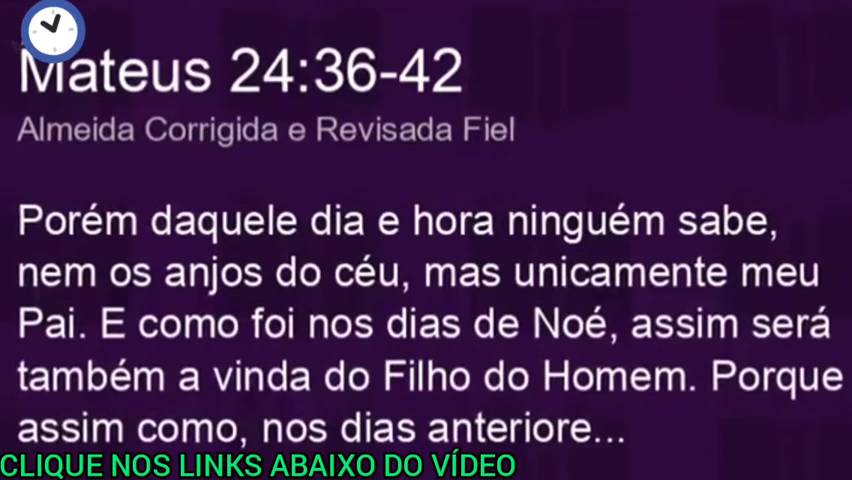 Mateus 24:36-42
Almeida Corrigida e Revisada Fiel
Porém daquele dia e hora ninguém sabe,
nem os anjos do céu, mas unicamente meu
Pai. E como foi nos dias de Noé, assim será
também a vinda do Filho do Homem. Porque
assim como, nos dias anteriore...
CLIQUE NOS LINKS ABAIXO DO VÍDEO